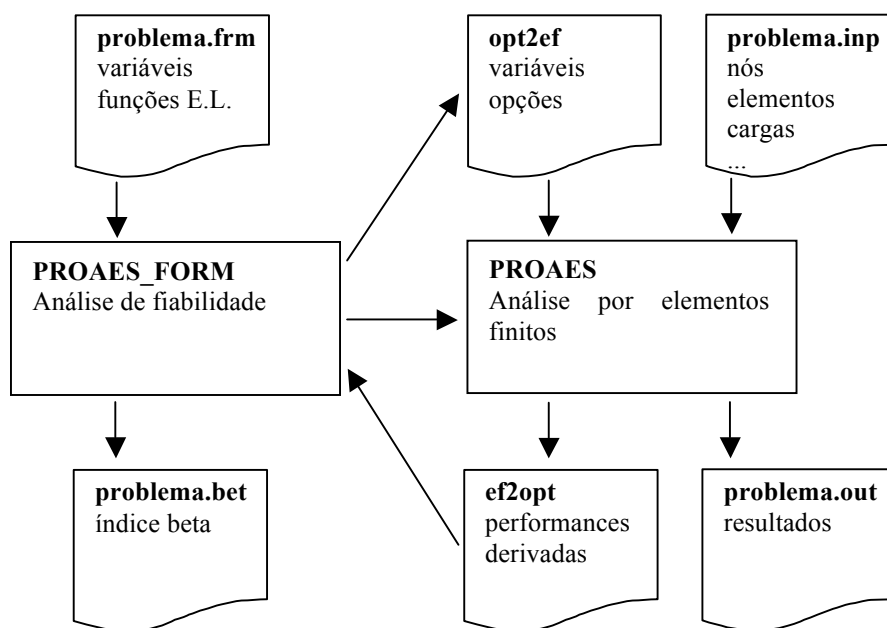 problema.frm
variáveis
funções E.L.
opt2ef
variáveis
opções
problema.inp
nós
elementos
cargas
...
PROAES_FORM
Análise de fiabilidade
PROAES
Análise por elementos
finitos
problema.bet
índice beta
ef2opt
performances
derivadas
problema.out
resultados